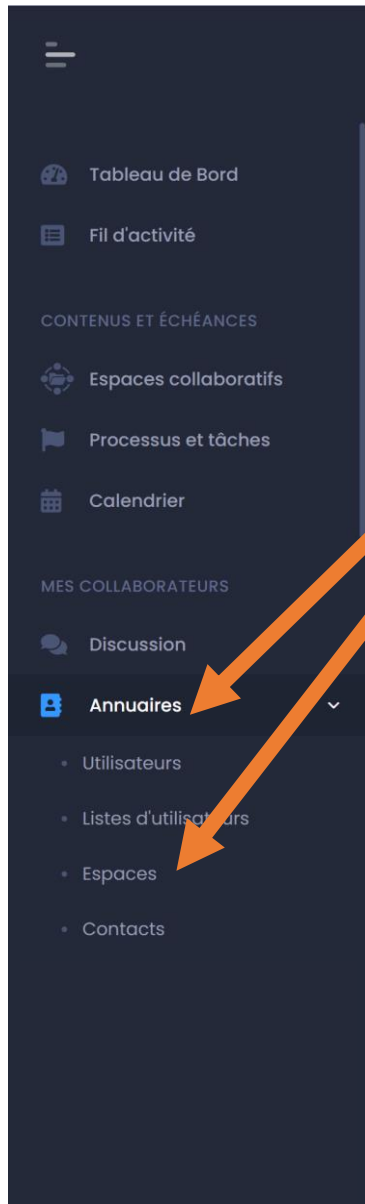 Tableau de Bord
Fil d'activité
CONTENUS ET ÉCHÉANCES
Espaces collaboratifs
Processus et tâches
Calendrier
MES COLLABORATEURS
Discussion
Annuaires
Utilisateurs
Listes d'utilisateurs
Espaces
Contacts